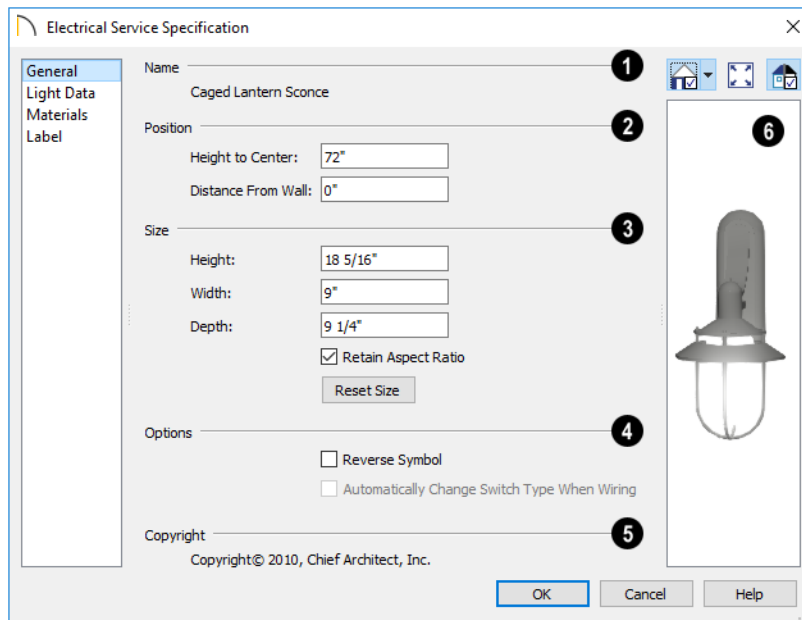 Electrical Service Specification
General
Light Data
Materials
Label
Name
1
Caged Lantern Sconce
Position
2
Height to Center: 72"
Distance From Wall: 0"
Size
3
Height: 18 5/16"
Width: 9"
Depth: 9 1/4"
Retain Aspect Ratio
Reset Size
Options
4
Reverse Symbol
Automatically Change Switch Type When Wiring
Copyright
5
Copyright© 2010, Chief Architect, Inc.
6
OK Cancel Help